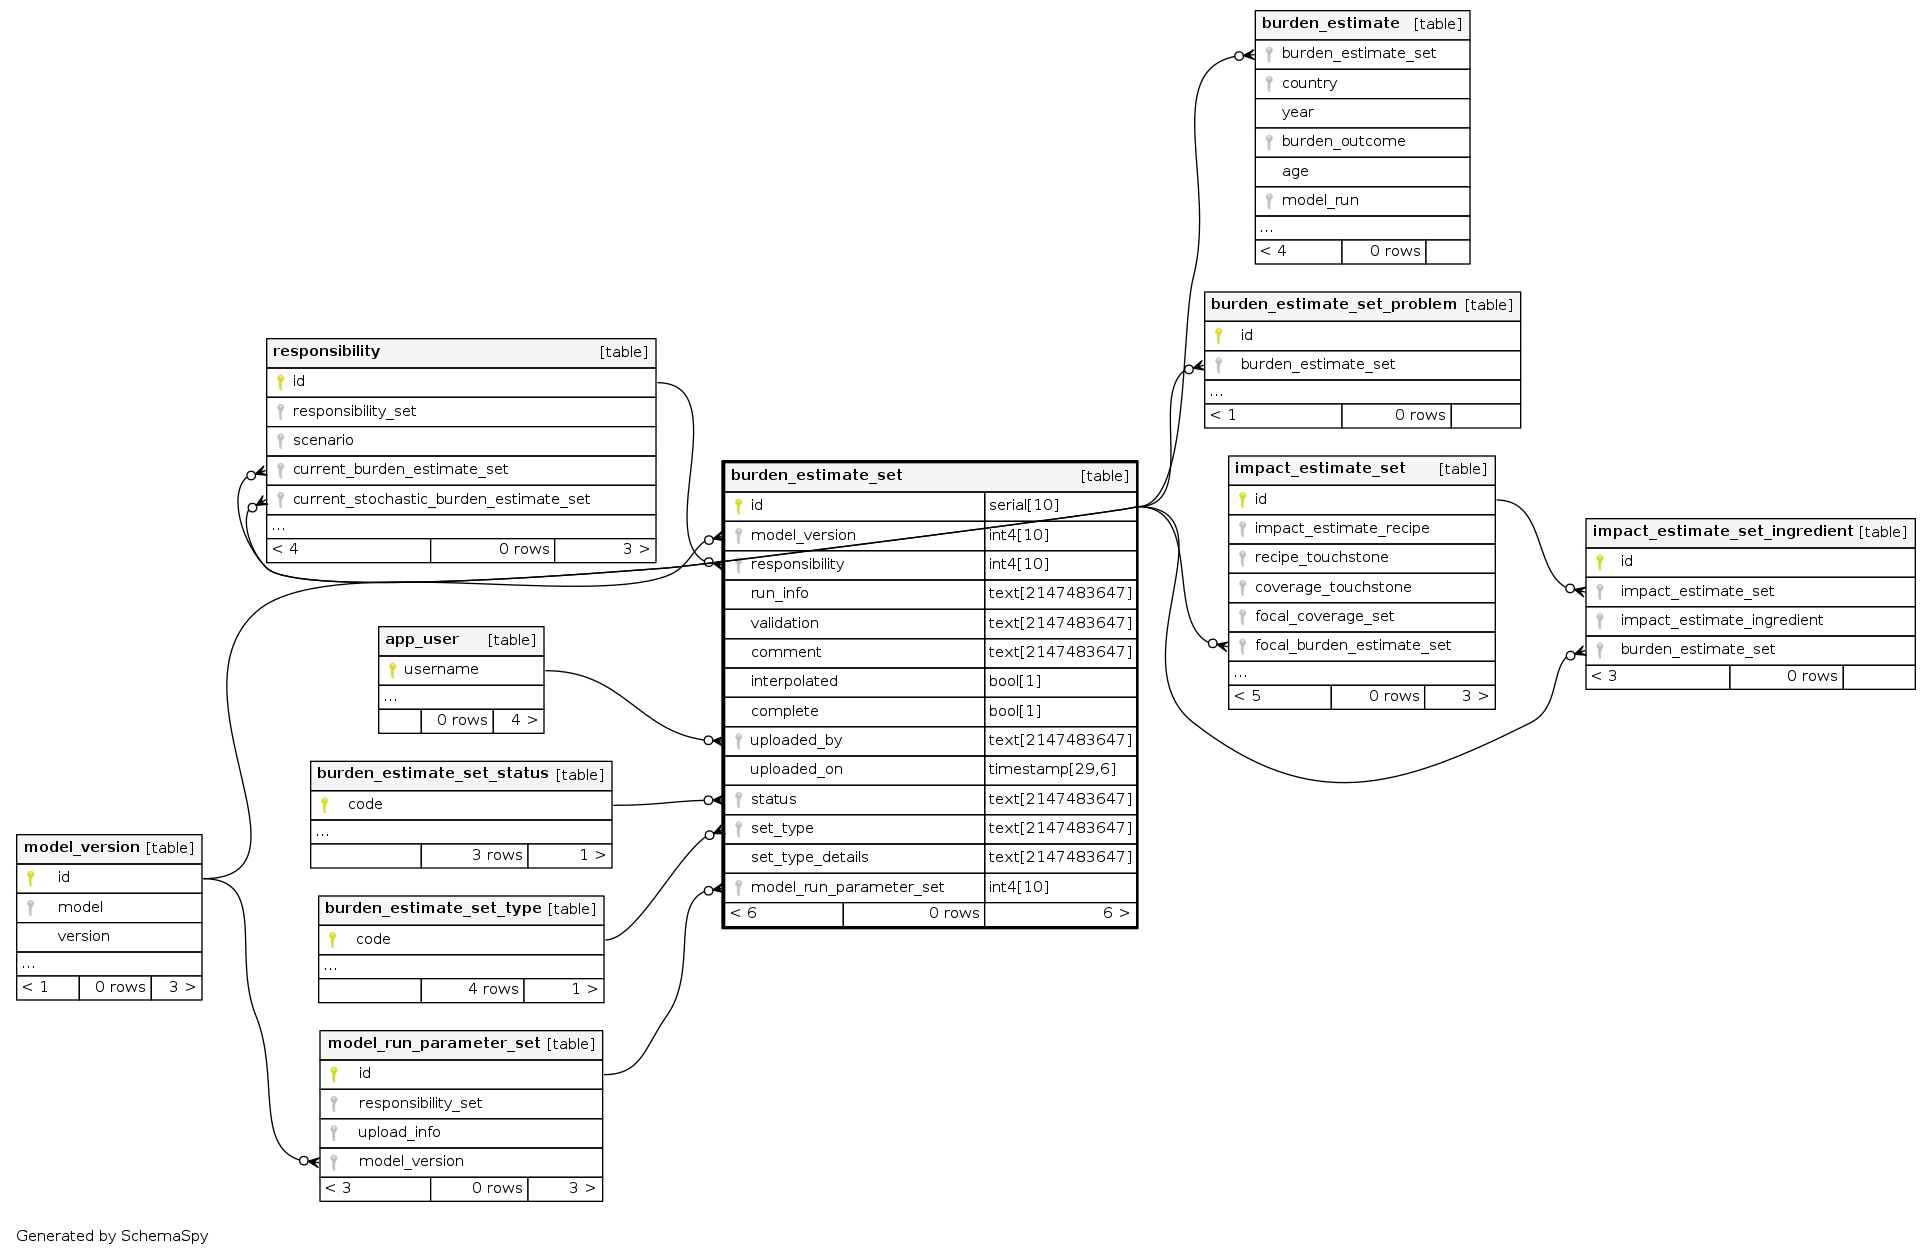 burden_estimate [table]
burden_estimate_set
country
year
burden_outcome
age
model_run
...
< 4 0 rows
burden_estimate_set_problem [table]
id
burden_estimate_set
...
< 1 0 rows
responsibility [table]
id
responsibility_set
scenario
current_burden_estimate_set
current_stochastic_burden_estimate_set
...
< 4 0 rows 3 >
burden_estimate_set [table]
id serial[10]
model_version int4[10]
responsibility int4[10]
run_info text[2147483647]
validation text[2147483647]
comment text[2147483647]
interpolated bool[1]
complete bool[1]
uploaded_by text[2147483647]
uploaded_on timestamp[29,6]
status text[2147483647]
set_type text[2147483647]
set_type_details text[2147483647]
model_run_parameter_set int4[10]
< 6 0 rows 6 >
impact_estimate_set [table]
id
impact_estimate_recipe
recipe_touchstone
coverage_touchstone
focal_coverage_set
focal_burden_estimate_set
...
< 5 0 rows 3 >
impact_estimate_set_ingredient [table]
id
impact_estimate_set
impact_estimate_ingredient
burden_estimate_set
< 3 0 rows
app_user [table]
username
...
0 rows 4 >
burden_estimate_set_status [table]
code
...
3 rows 1 >
model_version [table]
id
model
version
...
< 1 0 rows 3 >
burden_estimate_set_type [table]
code
...
4 rows 1 >
model_run_parameter_set [table]
id
responsibility_set
upload_info
model_version
< 3 0 rows 3 >
Generated by SchemaSpy